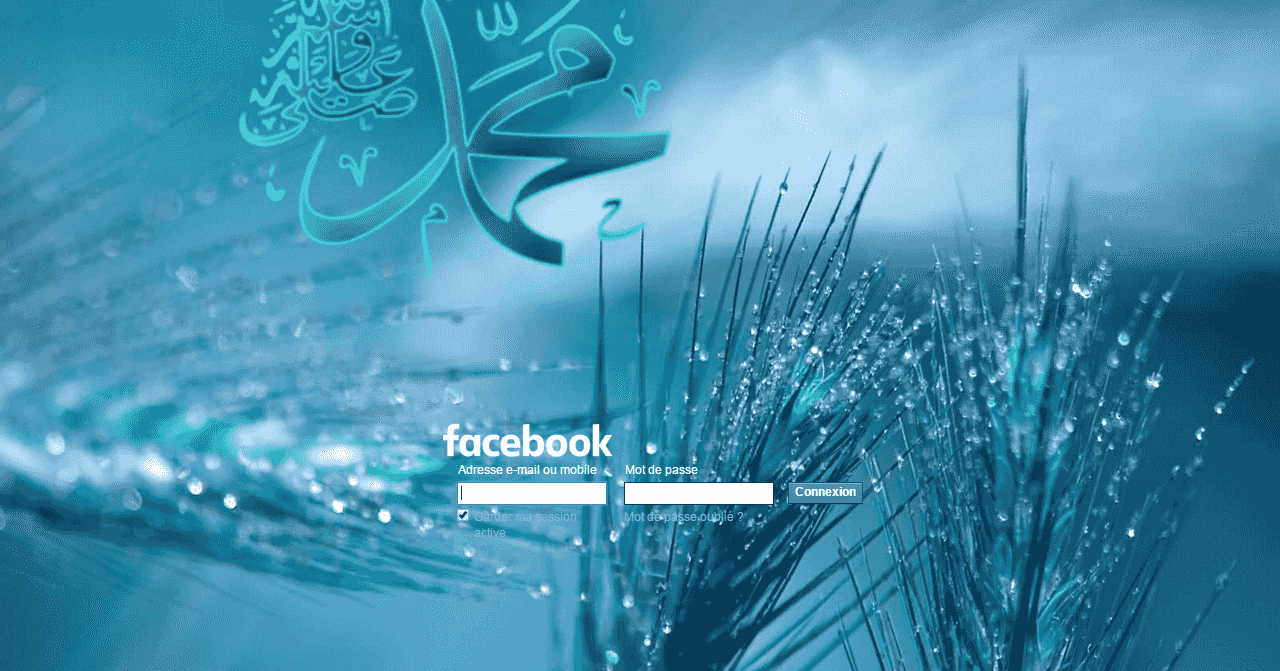 صلى الله عليه وسلم
محمد
facebook
Adresse e-mail ou mobile Mot de passe
Connexion
Garder ma session Mot de passe oublié ?
active